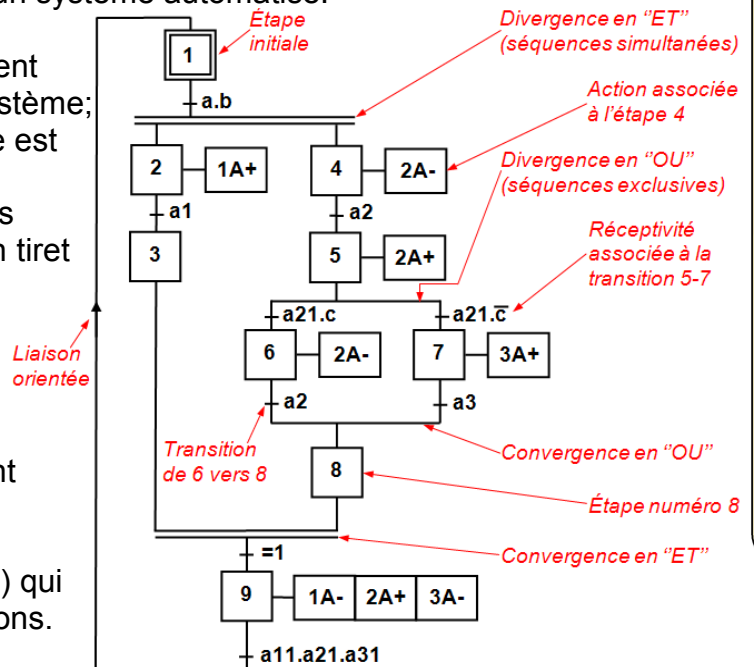 un système automatisé.
Étape
initiale
1
a.b
Divergence en ‘’ET’’
(séquences simultanées)
ent
stème;
e est
s
n tiret
2
1A+
4
2A-
Action associée
à l’étape 4
a1
a2
Divergence en ‘’OU’’
(séquences exclusives)
3
5
2A+
Réceptivité
associée à la
transition 5-7
a21.c
a21.c̅
6
2A-
7
3A+
Liaison
orientée
a2
a3
Transition
de 6 vers 8
Convergence en ‘’OU’’
nt
8
Étape numéro 8
=1
Convergence en ‘’ET’’
) qui
ons.
9
1A-
2A+
3A-
a11.a21.a31